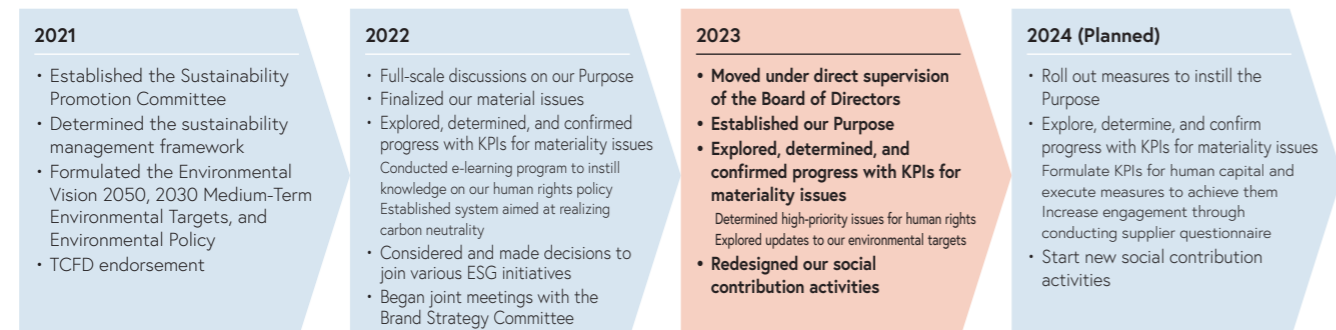 2021
• Established the Sustainability
Promotion Committee
• Determined the sustainability
management framework
• Formulated the Environmental
Vision 2050, 2030 Medium-Term
Environmental Targets, and
Environmental Policy
• TCFD endorsement
2022
• Full-scale discussions on our Purpose
• Finalized our material issues
• Explored, determined, and confirmed
progress with KPIs for materiality issues
Conducted e-learning program to instill
knowledge on our human rights policy
Established system aimed at realizing
carbon neutrality
• Considered and made decisions to
join various ESG initiatives
• Began joint meetings with the
Brand Strategy Committee
2023
• Moved under direct supervision
of the Board of Directors
• Established our Purpose
• Explored, determined, and
confirmed progress with KPIs for
materiality issues
Determined high-priority issues for human rights
Explored updates to our environmental targets
• Redesigned our social
contribution activities
2024 (Planned)
• Roll out measures to instill the
Purpose
• Explore, determine, and confirm
progress with KPIs for materiality issues
Formulate KPIs for human capital and
execute measures to achieve them
Increase engagement through
conducting supplier questionnaire
• Start new social contribution
activities